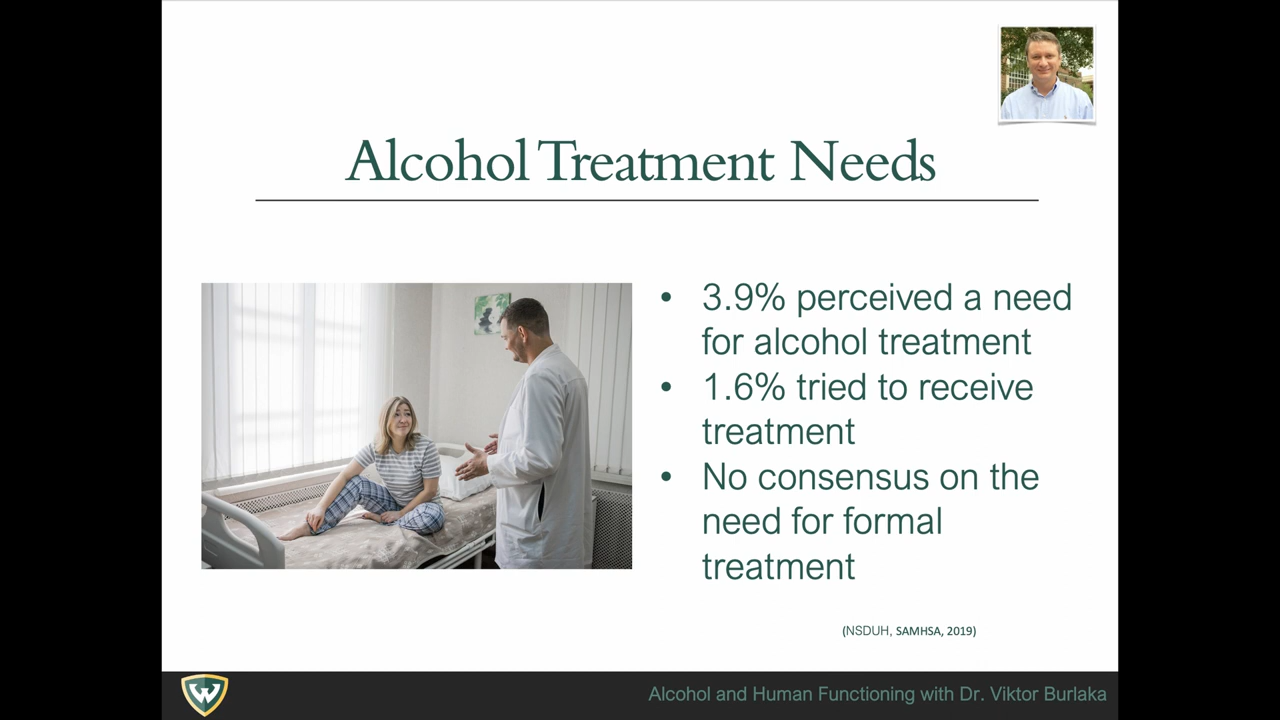 Alcohol Treatment Needs
• 3.9% perceived a need
for alcohol treatment
• 1.6% tried to receive
treatment
• No consensus on the
need for formal
treatment
(NSDUH, SAMHSA, 2019)
W
Alcohol and Human Functioning with Dr. Viktor Burlaka